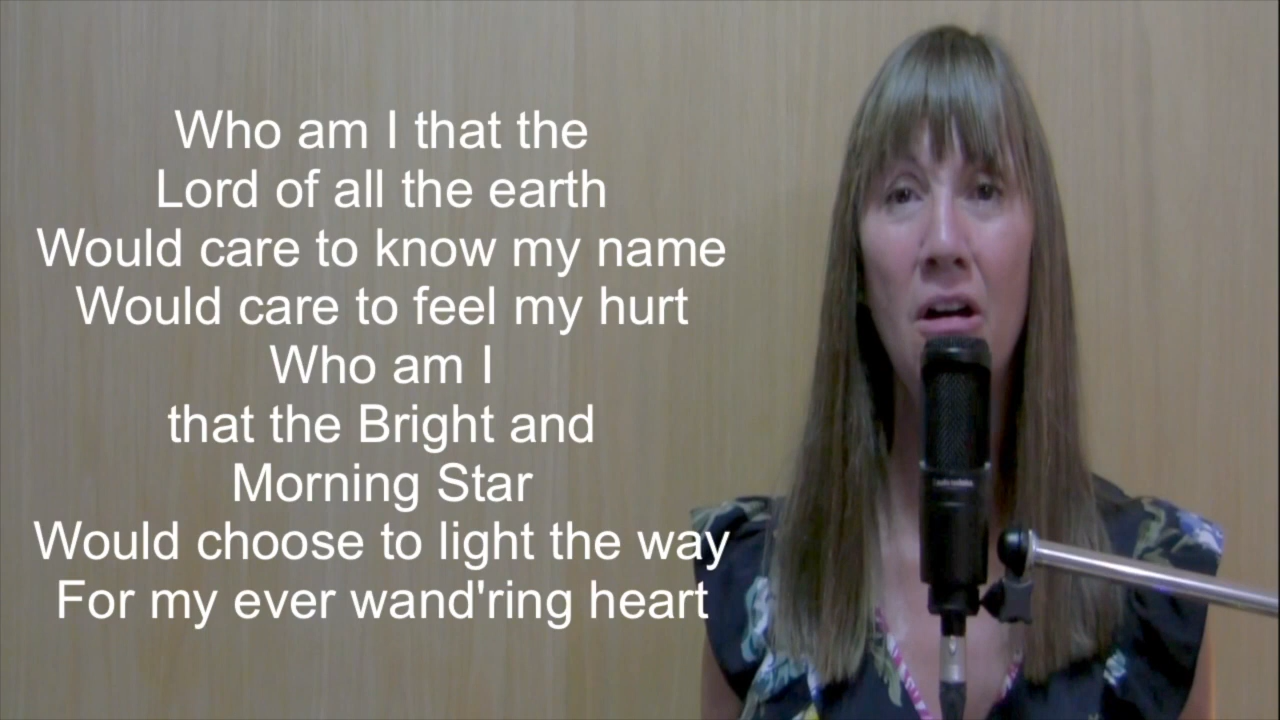 Who am I that the
Lord of all the earth
Would care to know my name
Would care to feel my hurt
Who am I
that the Bright and
Morning Star
Would choose to light the way
For my ever wand'ring heart